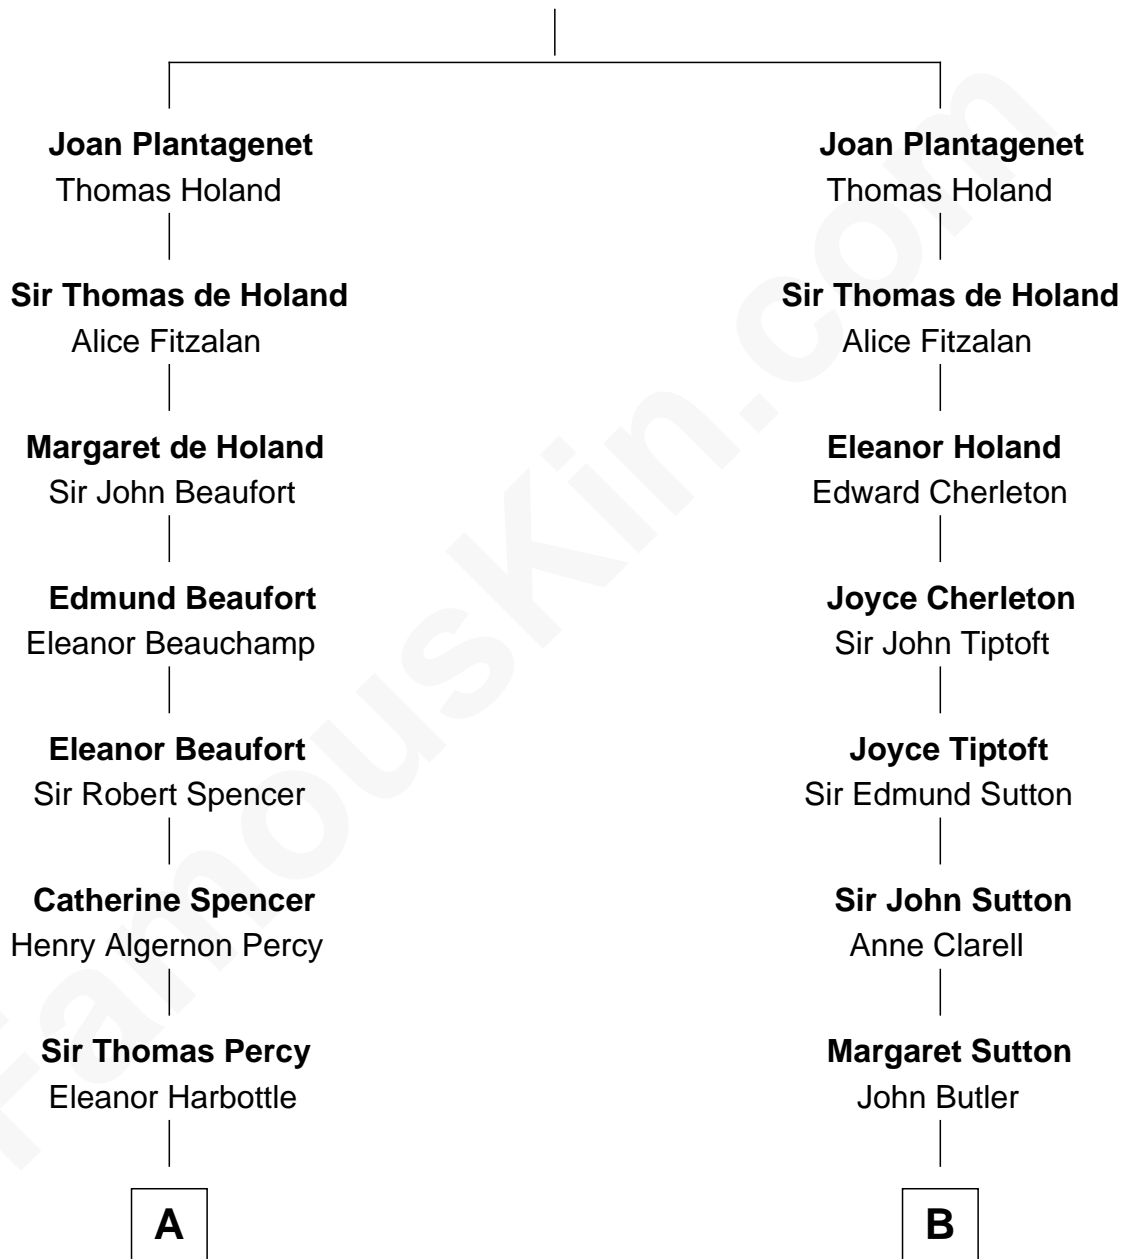 Joan Plantagenet
Thomas Holand
Sir Thomas de Holand
Alice Fitzalan
Margaret de Holand
Sir John Beaufort
Edmund Beaufort
Eleanor Beauchamp
Eleanor Beaufort
Sir Robert Spencer
Catherine Spencer
Henry Algernon Percy
Sir Thomas Percy
Eleanor Harbottle
A
Joan Plantagenet
Thomas Holand
Sir Thomas de Holand
Alice Fitzalan
Eleanor Holand
Edward Cherleton
Joyce Cherleton
Sir John Tiptoft
Joyce Tiptoft
Sir Edmund Sutton
Sir John Sutton
Anne Clarell
Margaret Sutton
John Butler
B
FamousKin.com